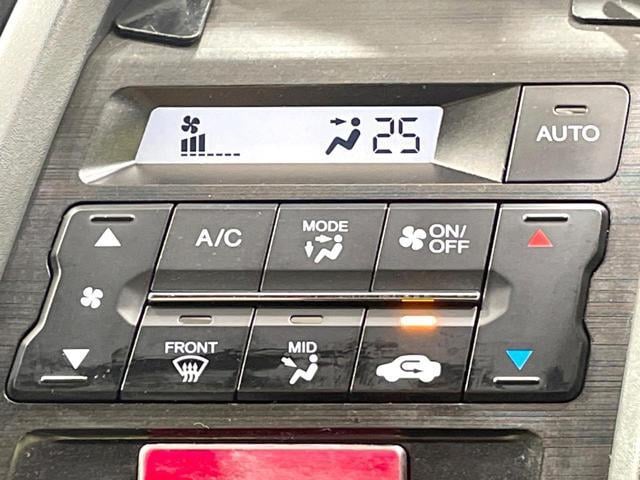 25
AUTO
A/C
MODE
ON/
OFF
FRONT
MID